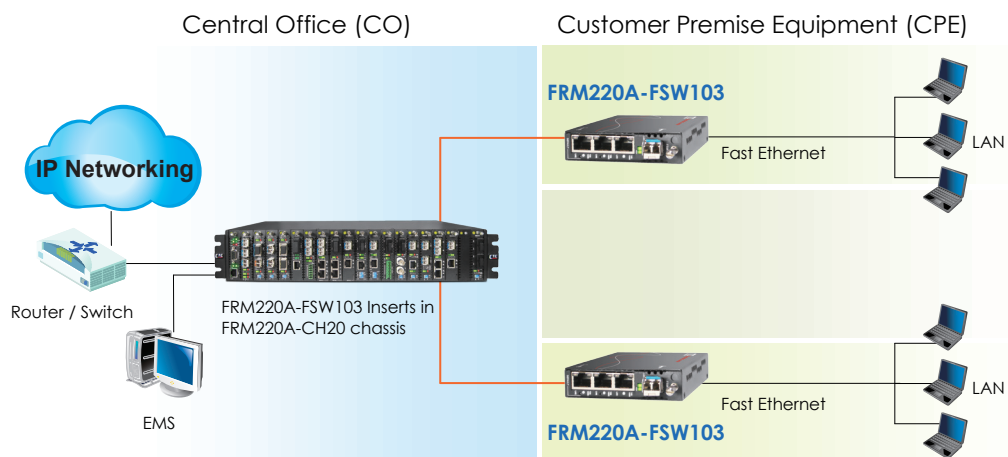 Central Office (CO)
Customer Premise Equipment (CPE)
FRM220A-FSW103
IP Networking
Fast Ethernet
LAN
Router / Switch
FRM220A-FSW103 Inserts in
FRM220A-CH20 chassis
EMS
Fast Ethernet
LAN
FRM220A-FSW103